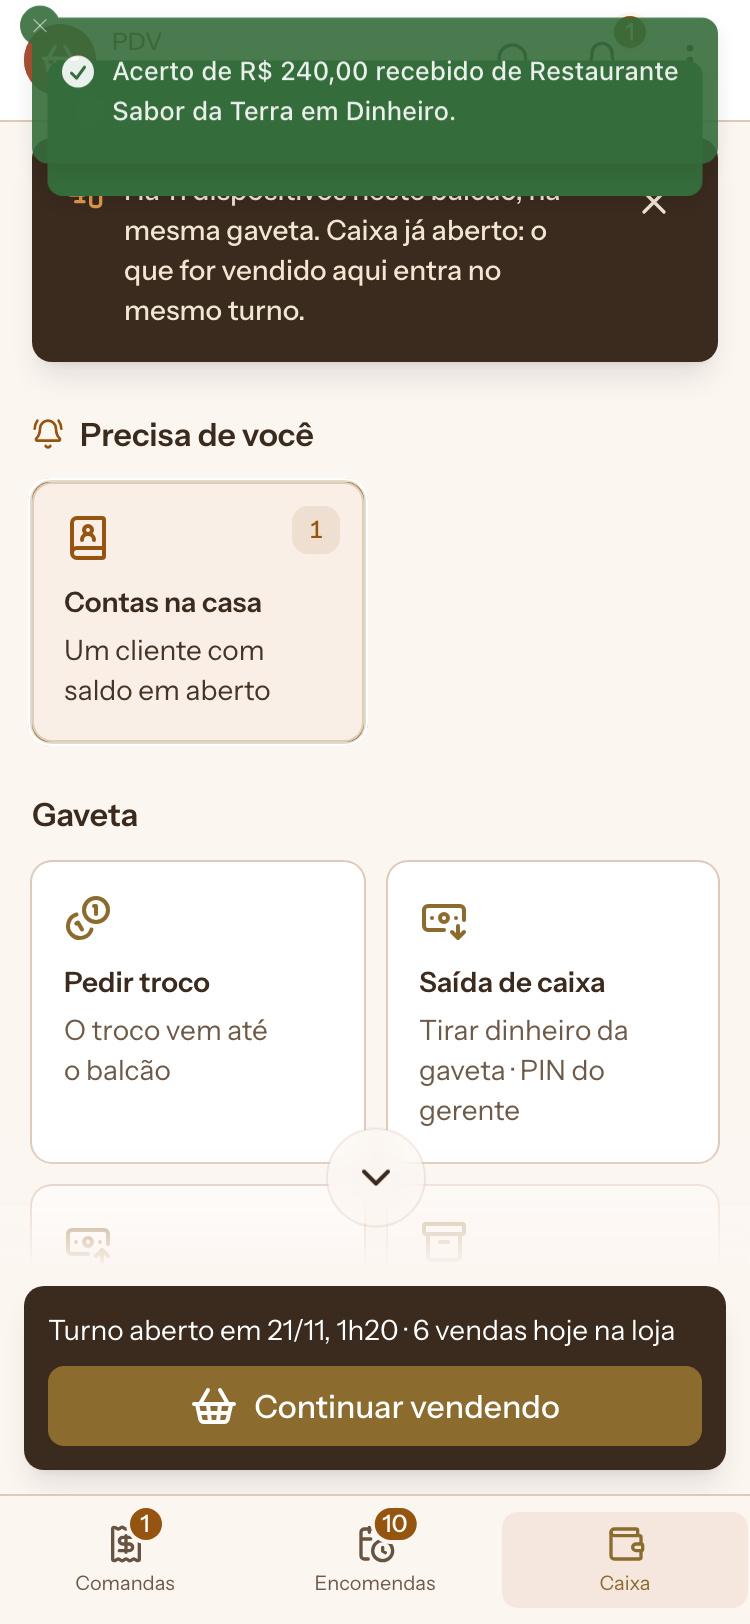 PDV
1
Acerto de R$ 240,00 recebido de Restaurante
Sabor da Terra em Dinheiro.
mesma gaveta. Caixa já aberto: o
que for vendido aqui entra no
mesmo turno.
Precisa de você
1
Contas na casa
Um cliente com
saldo em aberto
Gaveta
Pedir troco
O troco vem até
o balcão
Saída de caixa
Tirar dinheiro da
gaveta · PIN do
gerente
Turno aberto em 21/11, 1h20 · 6 vendas hoje na loja
Continuar vendendo
1
Comandas
10
Encomendas
Caixa